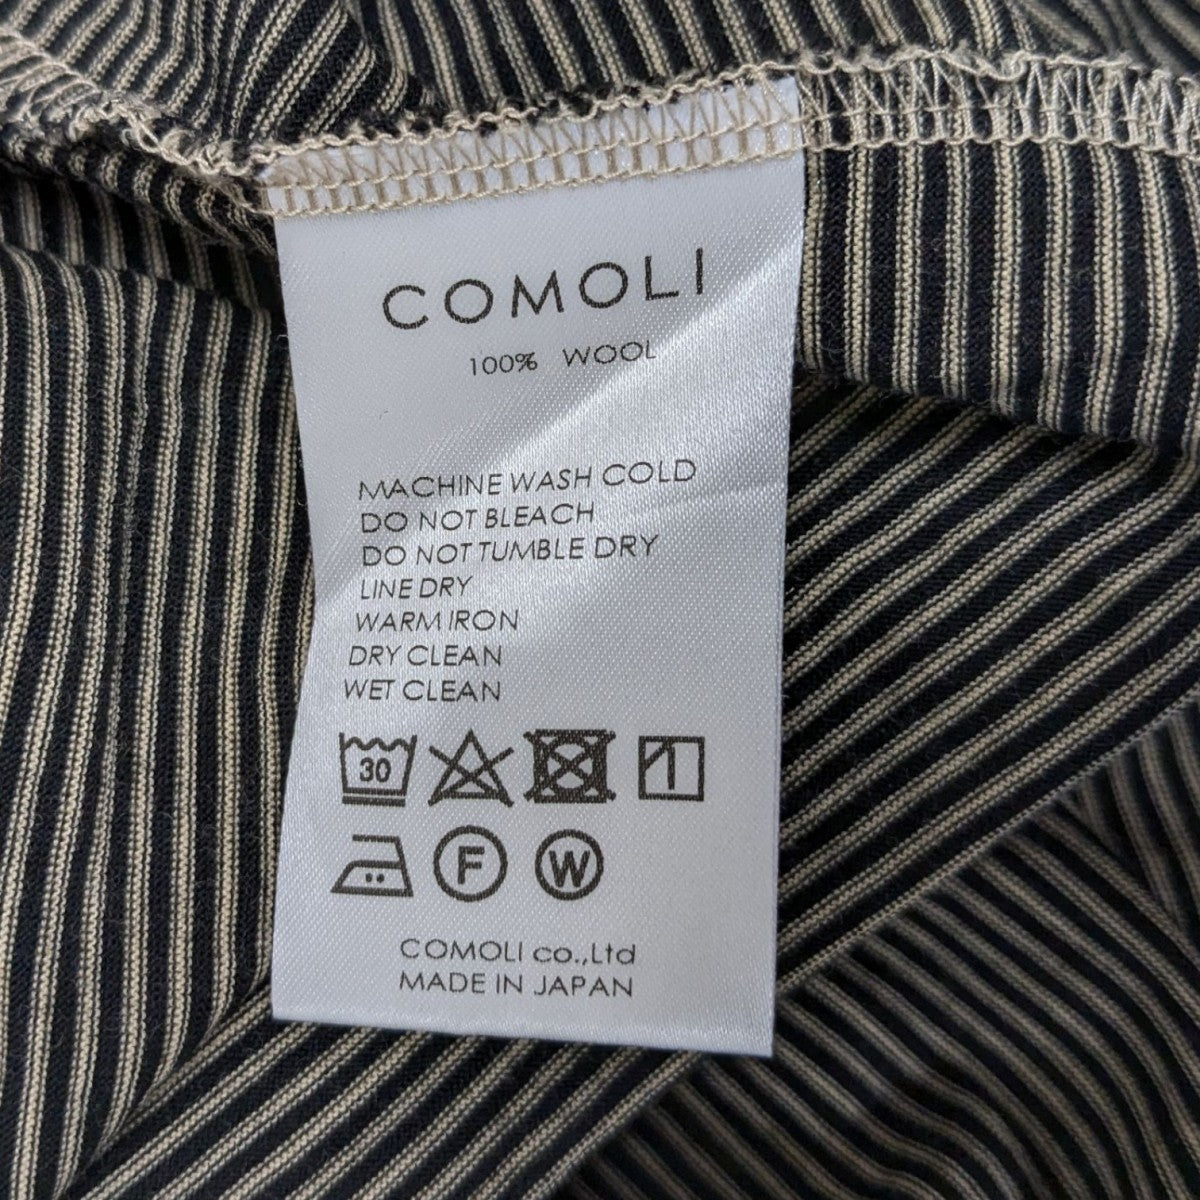 COMOLI
100% WOOL
MACHINE WASH COLD
DO NOT BLEACH
DO NOT TUMBLE DRY
LINE DRY
WARM IRON
DRY CLEAN
WET CLEAN
30
F W
COMOLI co.,Ltd
MADE IN JAPAN